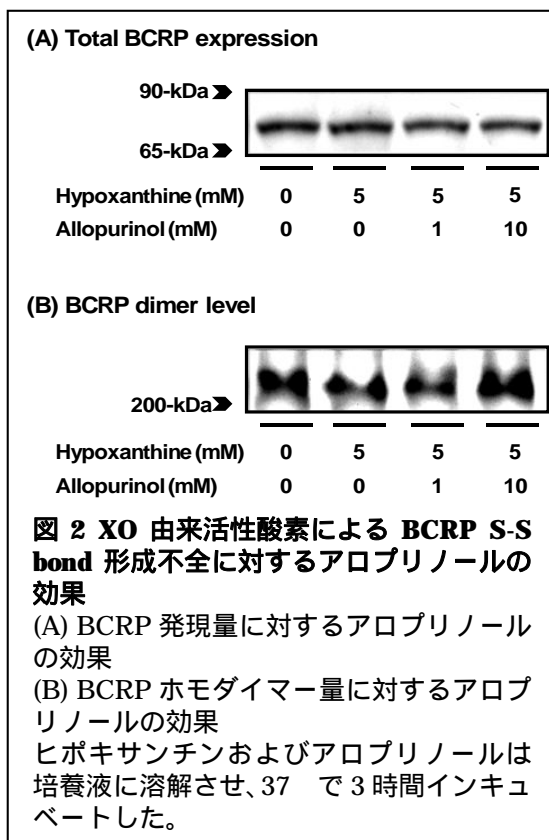 (A) Total BCRP expression
90-kDa➤
65-kDa➤
Hypoxanthine (mM) 0 5 5 5
Allopurinol (mM) 0 0 1 10
(B) BCRP dimer level
200-kDa➤
Hypoxanthine (mM) 0 5 5 5
Allopurinol (mM) 0 0 1 10
図 2 XO 由来活性酸素による BCRP S-S
bond 形成不全に対するアロプリノールの
効果
(A) BCRP 発現量に対するアロプリノール
の効果
(B) BCRP ホモダイマー量に対するアロプ
リノールの効果
ヒポキサンチンおよびアロプリノールは
培養液に溶解させ、37 で 3 時間インキュ
ベートした。